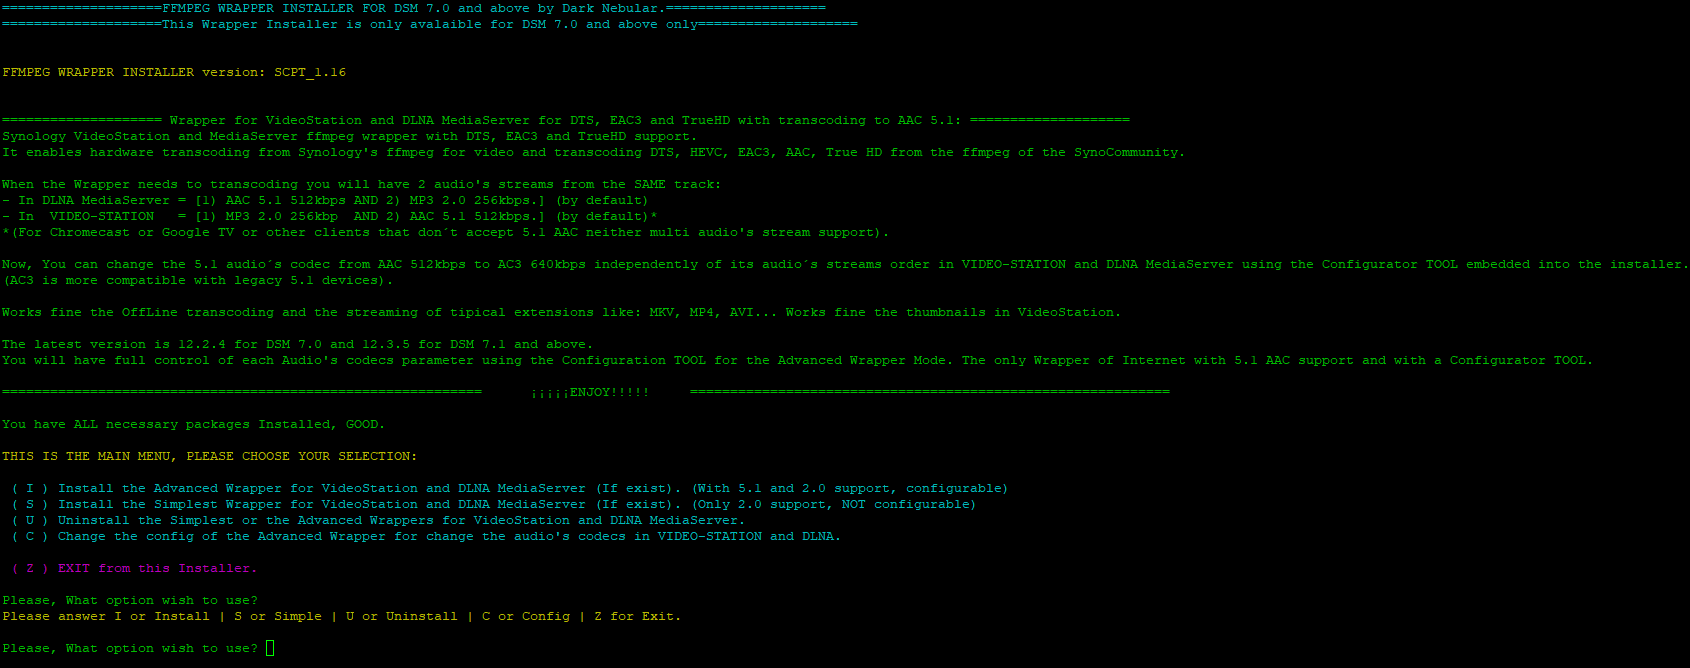 ====================FFMPEG WRAPPER INSTALLER FOR DSM 7.0 and above by Dark Nebular.====================
====================This Wrapper Installer is only avalaible for DSM 7.0 and above only====================
FFMPEG WRAPPER INSTALLER version: SCPT_1.16
==================== Wrapper for VideoStation and DLNA MediaServer for DTS, EAC3 and TrueHD with transcoding to AAC 5.1: ====================
Synology VideoStation and MediaServer ffmpeg wrapper with DTS, EAC3 and TrueHD support.
It enables hardware transcoding from Synology's ffmpeg for video and transcoding DTS, HEVC, EAC3, AAC, True HD from the ffmpeg of the SynoCommunity.
When the Wrapper needs to transcoding you will have 2 audio's streams from the SAME track:
- In DLNA MediaServer = [1) AAC 5.1 512kbps AND 2) MP3 2.0 256kbps.] (by default)
- In  VIDEO-STATION   = [1) MP3 2.0 256kbp  AND 2) AAC 5.1 512kbps.] (by default)*
*(For Chromecast or Google TV or other clients that don´t accept 5.1 AAC neither multi audio's stream support).
Now, You can change the 5.1 audio´s codec from AAC 512kbps to AC3 640kbps independently of its audio´s streams order in VIDEO-STATION and DLNA MediaServer using the Configurator TOOL embedded into the installer.
(AC3 is more compatible with legacy 5.1 devices).
Works fine the OffLine transcoding and the streaming of tipical extensions like: MKV, MP4, AVI... Works fine the thumbnails in VideoStation.
The latest version is 12.2.4 for DSM 7.0 and 12.3.5 for DSM 7.1 and above.
You will have full control of each Audio's codecs parameter using the Configuration TOOL for the Advanced Wrapper Mode. The only Wrapper of Internet with 5.1 AAC support and with a Configurator TOOL.
============================================================      ¡¡¡¡¡ENJOY!!!!!     ============================================================
You have ALL necessary packages Installed, GOOD.
THIS IS THE MAIN MENU, PLEASE CHOOSE YOUR SELECTION:
( I ) Install the Advanced Wrapper for VideoStation and DLNA MediaServer (If exist). (With 5.1 and 2.0 support, configurable)
( S ) Install the Simplest Wrapper for VideoStation and DLNA MediaServer (If exist). (Only 2.0 support, NOT configurable)
( U ) Uninstall the Simplest or the Advanced Wrappers for VideoStation and DLNA MediaServer.
( C ) Change the config of the Advanced Wrapper for change the audio's codecs in VIDEO-STATION and DLNA.
( Z ) EXIT from this Installer.
Please, What option wish to use?
Please answer I or Install | S or Simple | U or Uninstall | C or Config | Z for Exit.
Please, What option wish to use?